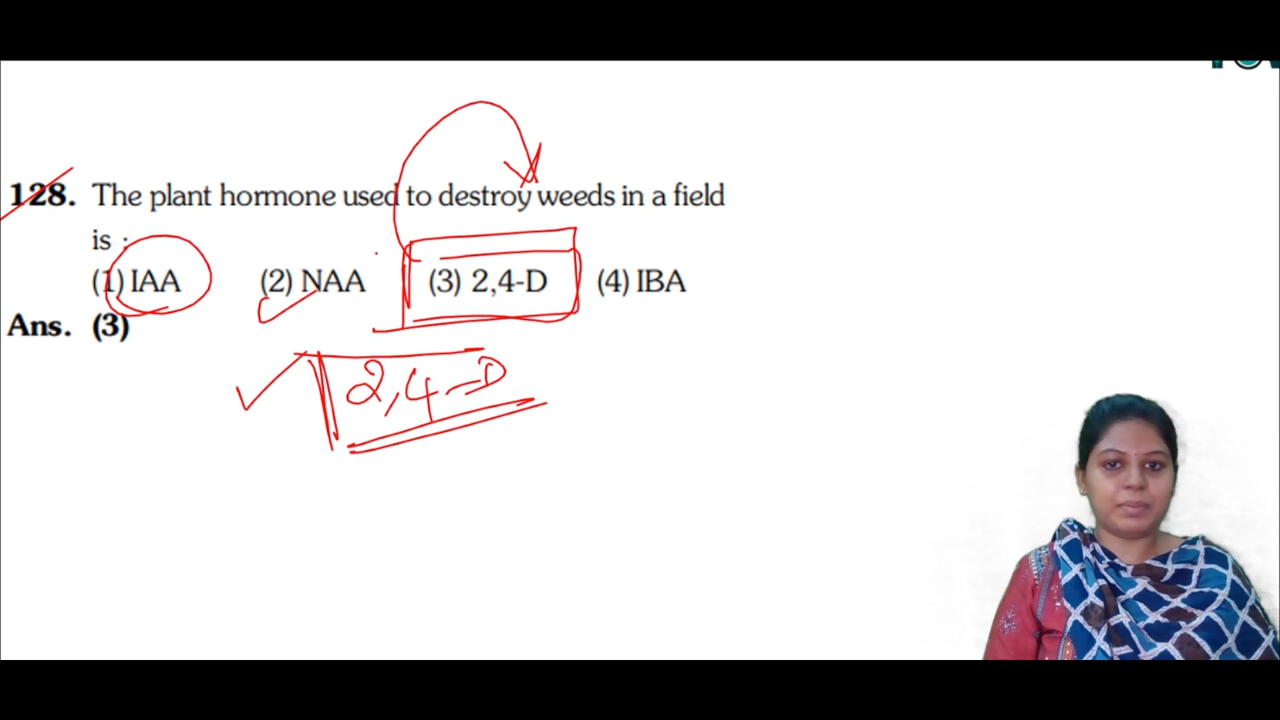 128. The plant hormone used to destroy weeds in a field
is :
(1) IAA (2) NAA (3) 2,4-D (4) IBA
Ans. (3)
2,4-D